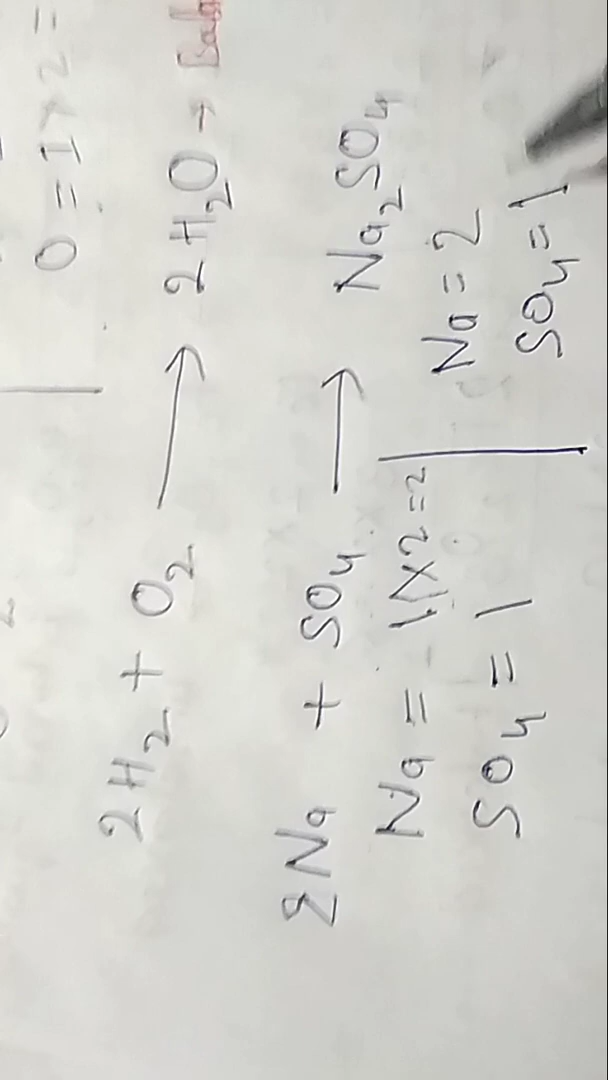 O = 1 × 2 =
2H₂ + O₂ → 2H₂O →
2Na + SO₄ → Na₂SO₄
Na = 1 × 2 = 2 | Na = 2
SO₄ = 1 | SO₄ = 1